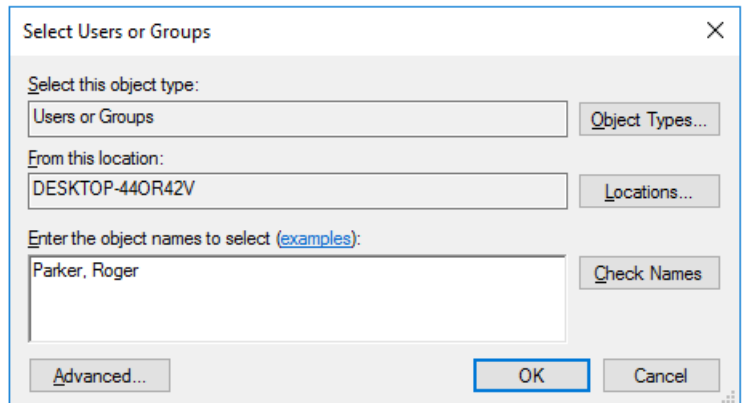 Select Users or Groups
Select this object type:
Users or Groups
Object Types...
From this location:
DESKTOP-44OR42V
Locations...
Enter the object names to select (examples):
Parker, Roger
Check Names
Advanced...
OK
Cancel